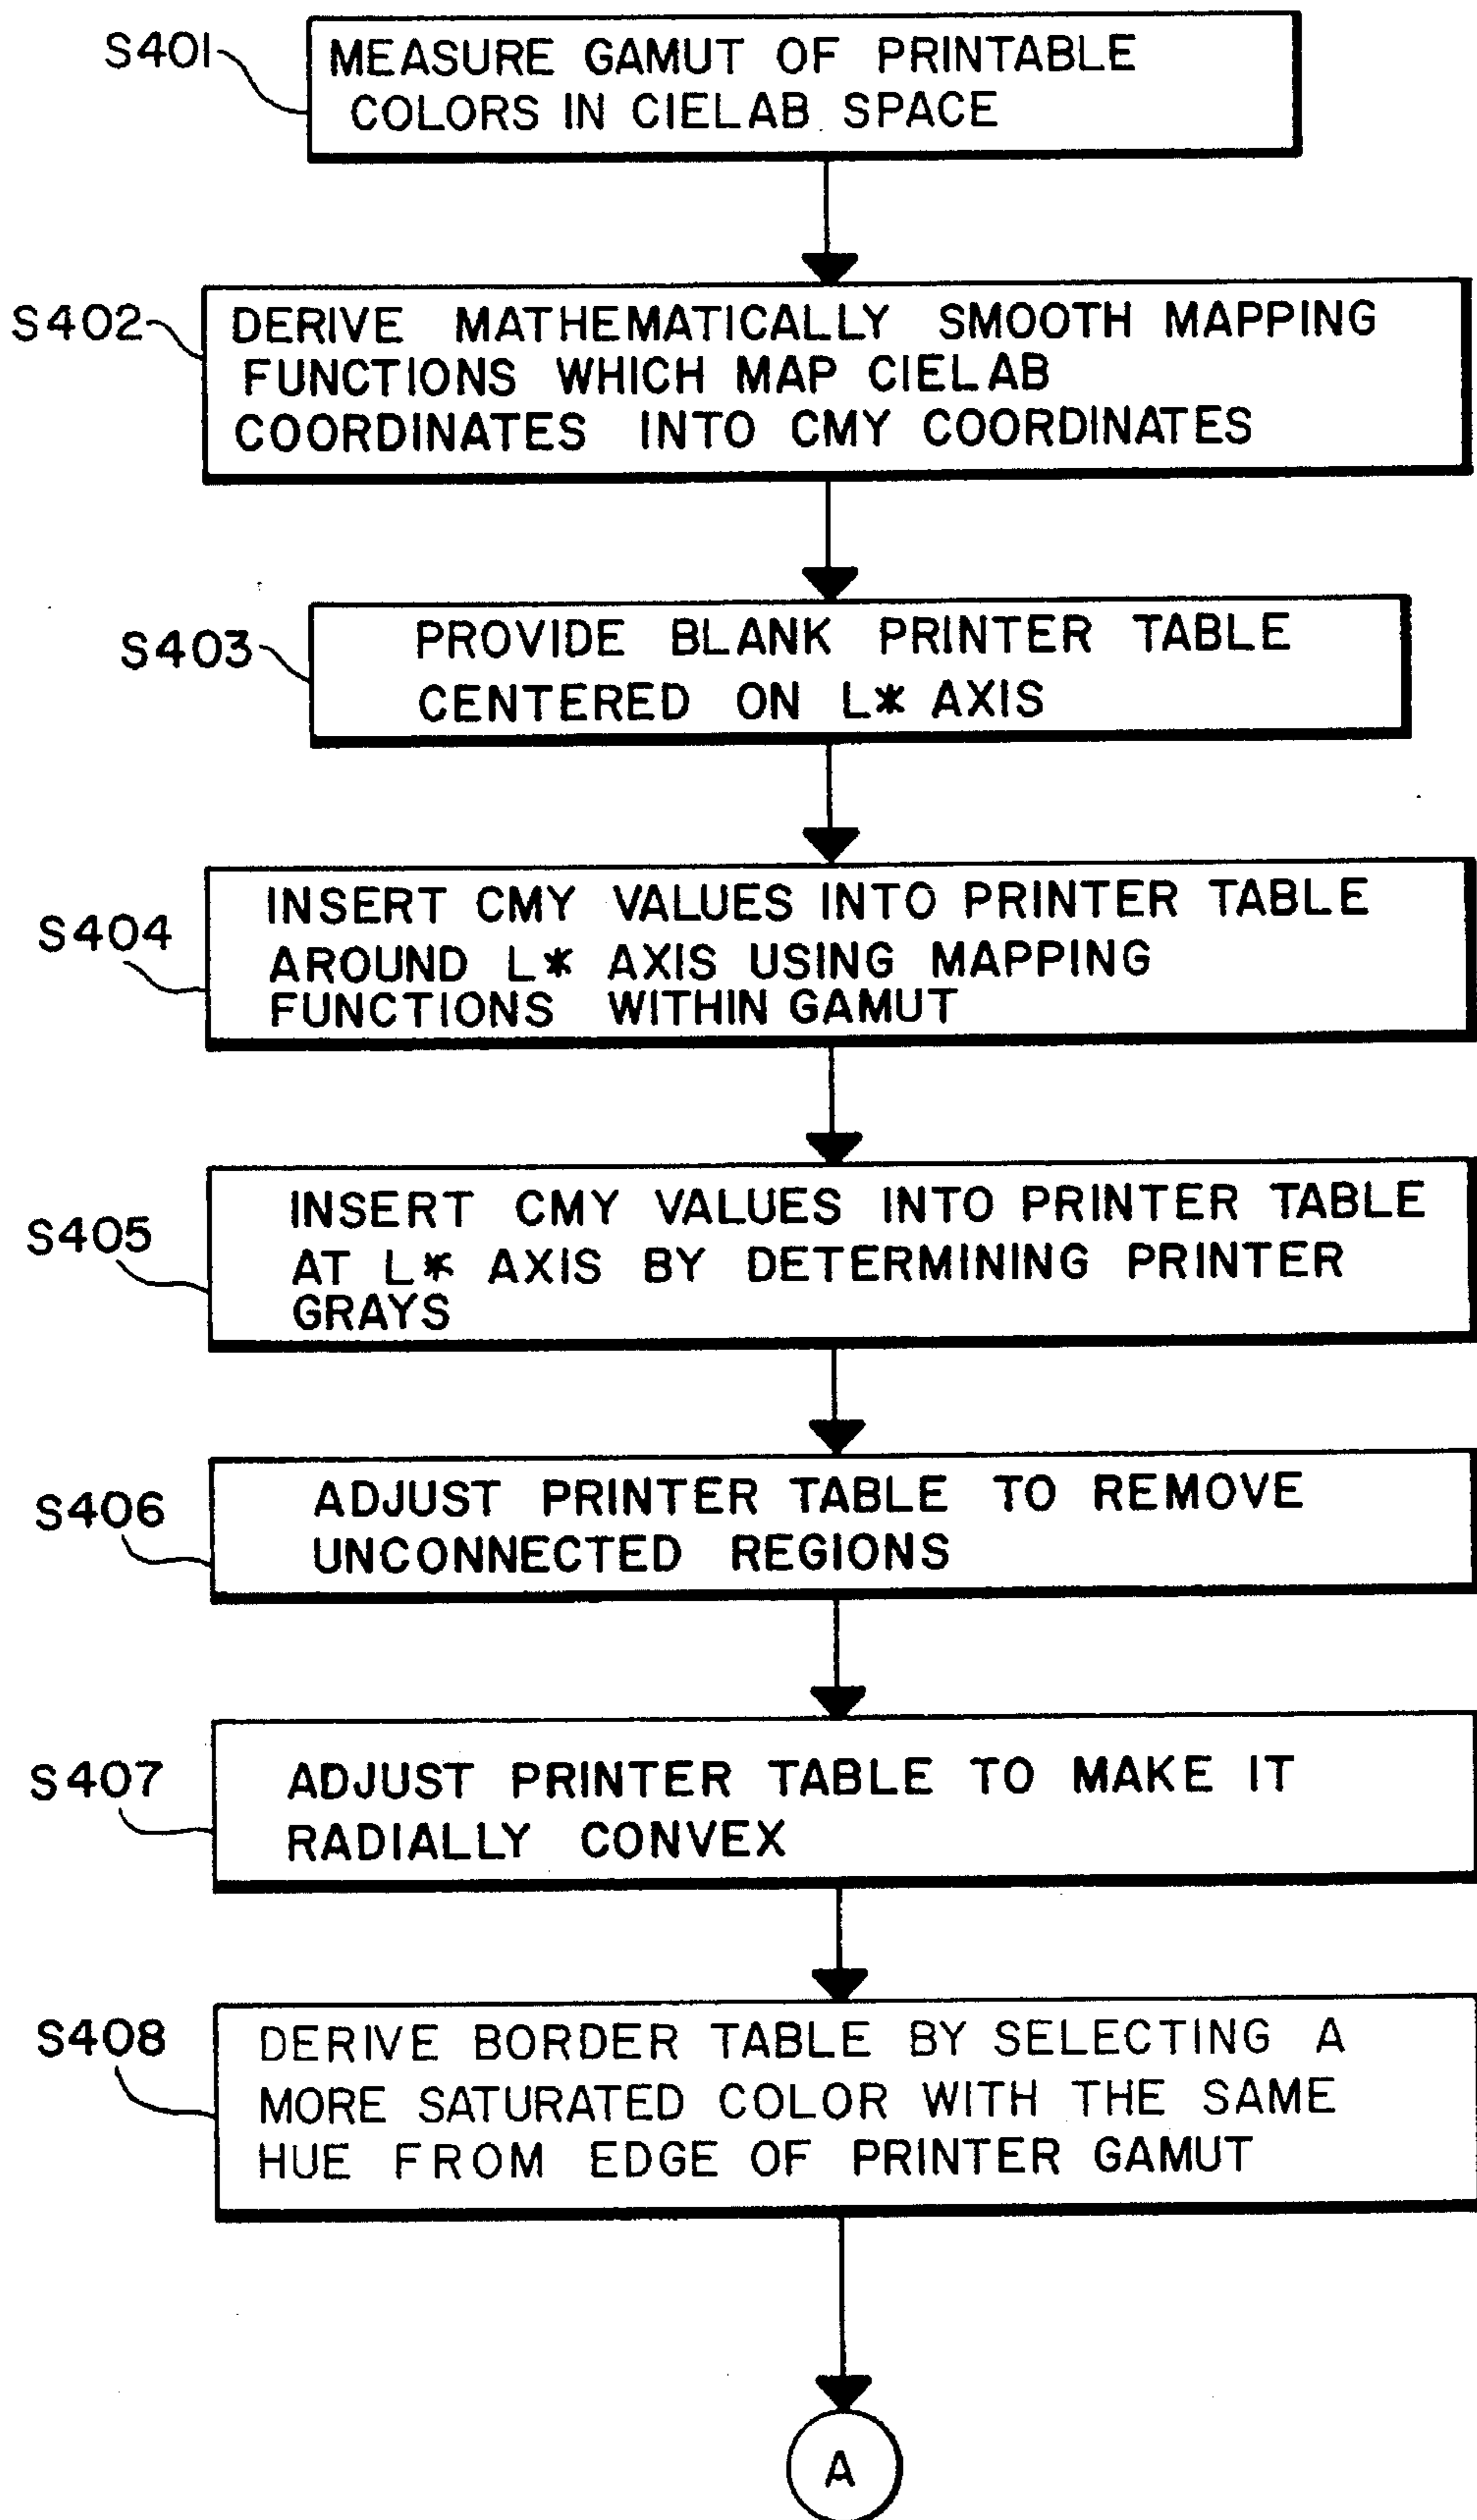 S401
MEASURE GAMUT OF PRINTABLE
COLORS IN CIELAB SPACE
S402
DERIVE MATHEMATICALLY SMOOTH MAPPING
FUNCTIONS WHICH MAP CIELAB
COORDINATES INTO CMY COORDINATES
S403
PROVIDE BLANK PRINTER TABLE
CENTERED ON L* AXIS
S404
INSERT CMY VALUES INTO PRINTER TABLE
AROUND L* AXIS USING MAPPING
FUNCTIONS WITHIN GAMUT
S405
INSERT CMY VALUES INTO PRINTER TABLE
AT L* AXIS BY DETERMINING PRINTER
GRAYS
S406
ADJUST PRINTER TABLE TO REMOVE
UNCONNECTED REGIONS
S407
ADJUST PRINTER TABLE TO MAKE IT
RADIALLY CONVEX
S408
DERIVE BORDER TABLE BY SELECTING A
MORE SATURATED COLOR WITH THE SAME
HUE FROM EDGE OF PRINTER GAMUT
A